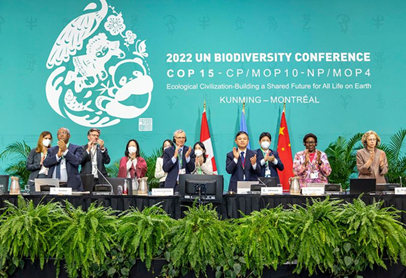 2022 UN BIODIVERSITY CONFERENCE
COP 15 - CP/MOP10-NP/MOP4
Ecological Civilization-Building a Shared Future for All Life on Earth
KUNMING – MONTRÉAL